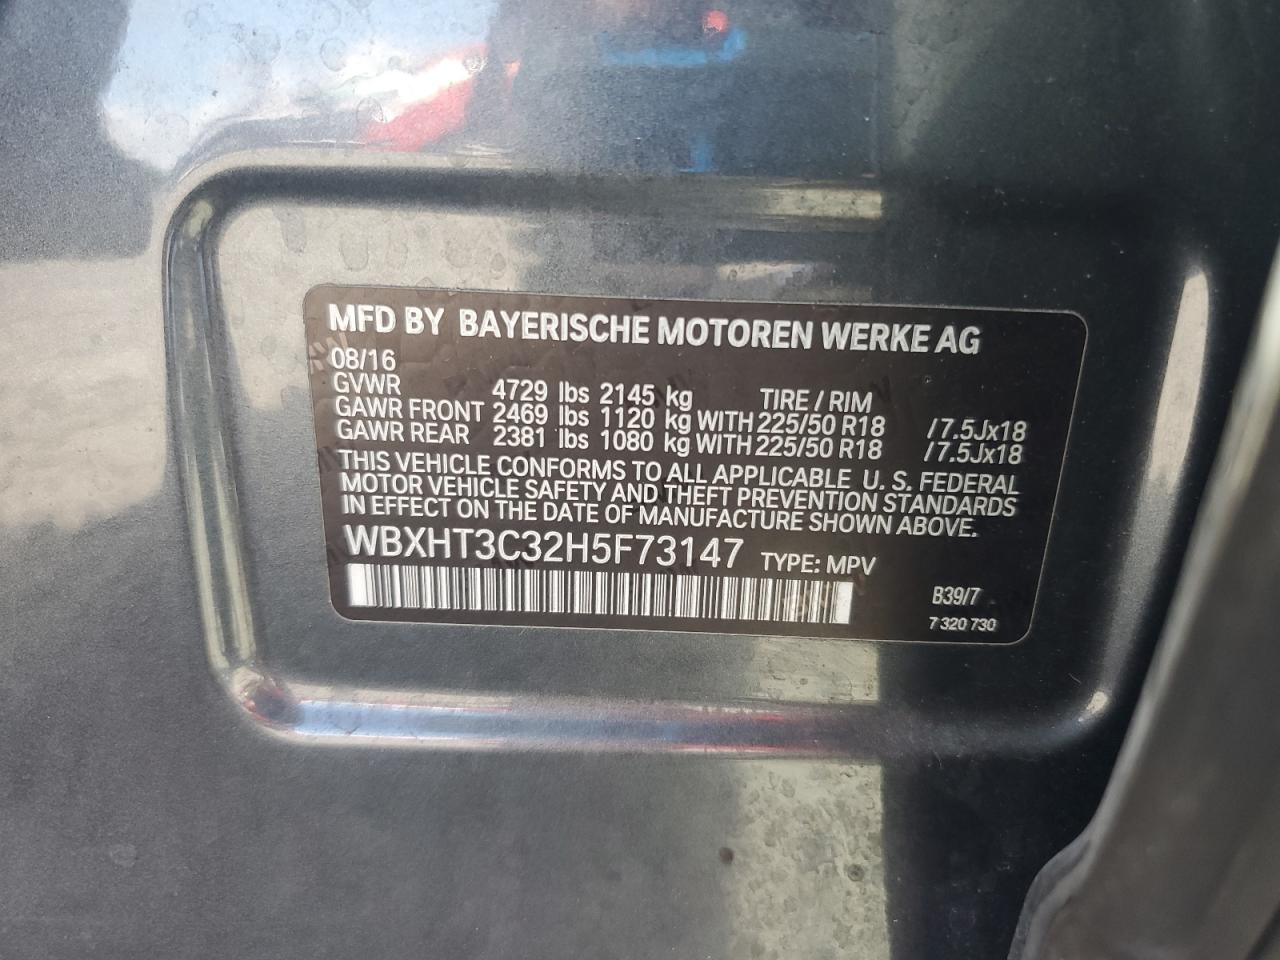 MFD BY BAYERISCHE MOTOREN WERKE AG
08/16
GVWR 4729 lbs 2145 kg TIRE / RIM
GAWR FRONT 2469 lbs 1120 kg WITH 225/50 R18 /7.5Jx18
GAWR REAR 2381 lbs 1080 kg WITH 225/50 R18 /7.5Jx18
THIS VEHICLE CONFORMS TO ALL APPLICABLE U. S. FEDERAL
MOTOR VEHICLE SAFETY AND THEFT PREVENTION STANDARDS
IN EFFECT ON THE DATE OF MANUFACTURE SHOWN ABOVE.
WBXHT3C32H5F73147 TYPE: MPV
B39/7
7 320 730